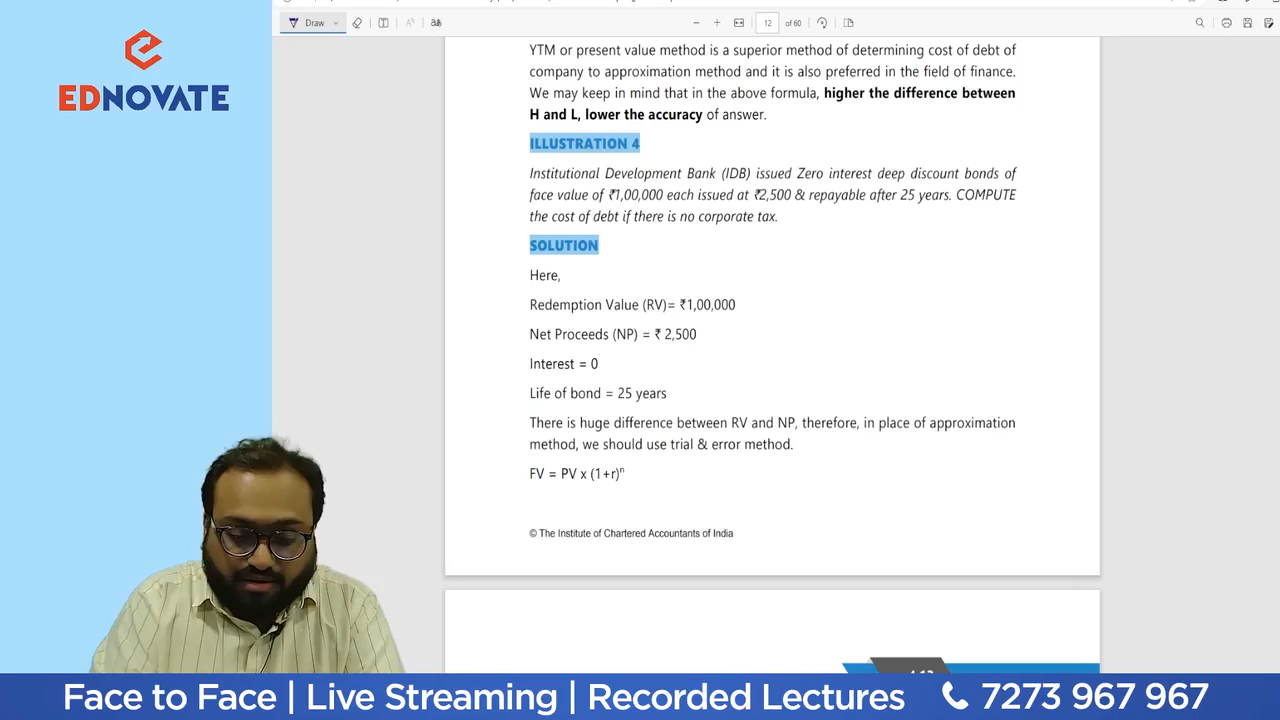 Draw
12 of 60
EDNOVATE
YTM or present value method is a superior method of determining cost of debt of
company to approximation method and it is also preferred in the field of finance.
We may keep in mind that in the above formula, higher the difference between
H and L, lower the accuracy of answer.
ILLUSTRATION 4
Institutional Development Bank (IDB) issued Zero interest deep discount bonds of
face value of ₹1,00,000 each issued at ₹2,500 & repayable after 25 years. COMPUTE
the cost of debt if there is no corporate tax.
SOLUTION
Here,
Redemption Value (RV)= ₹1,00,000
Net Proceeds (NP) = ₹ 2,500
Interest = 0
Life of bond = 25 years
There is huge difference between RV and NP, therefore, in place of approximation
method, we should use trial & error method.
FV = PV x (1+r)ⁿ
© The Institute of Chartered Accountants of India
Face to Face | Live Streaming | Recorded Lectures 7273 967 967